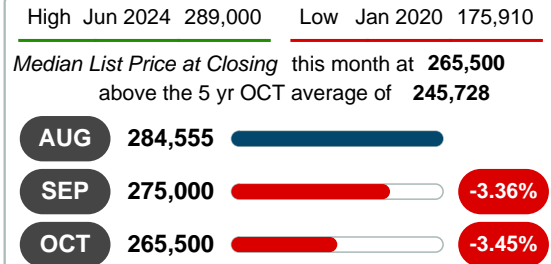 High Jun 2024 289,000 Low Jan 2020 175,910
Median List Price at Closing this month at 265,500
above the 5 yr OCT average of 245,728
AUG 284,555
SEP 275,000 -3.36%
OCT 265,500 -3.45%